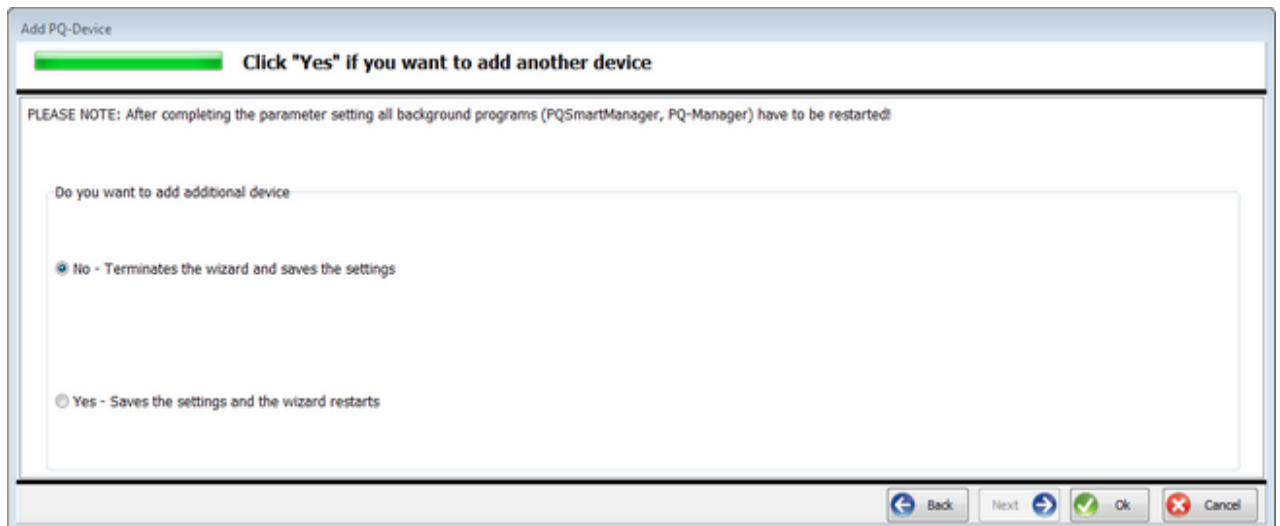 Add PQ-Device
Click "Yes" if you want to add another device
PLEASE NOTE: After completing the parameter setting all background programs (PQSmartManager, PQ-Manager) have to be restarted!
Do you want to add additional device
No - Terminates the wizard and saves the settings
Yes - Saves the settings and the wizard restarts
Back Next Ok Cancel